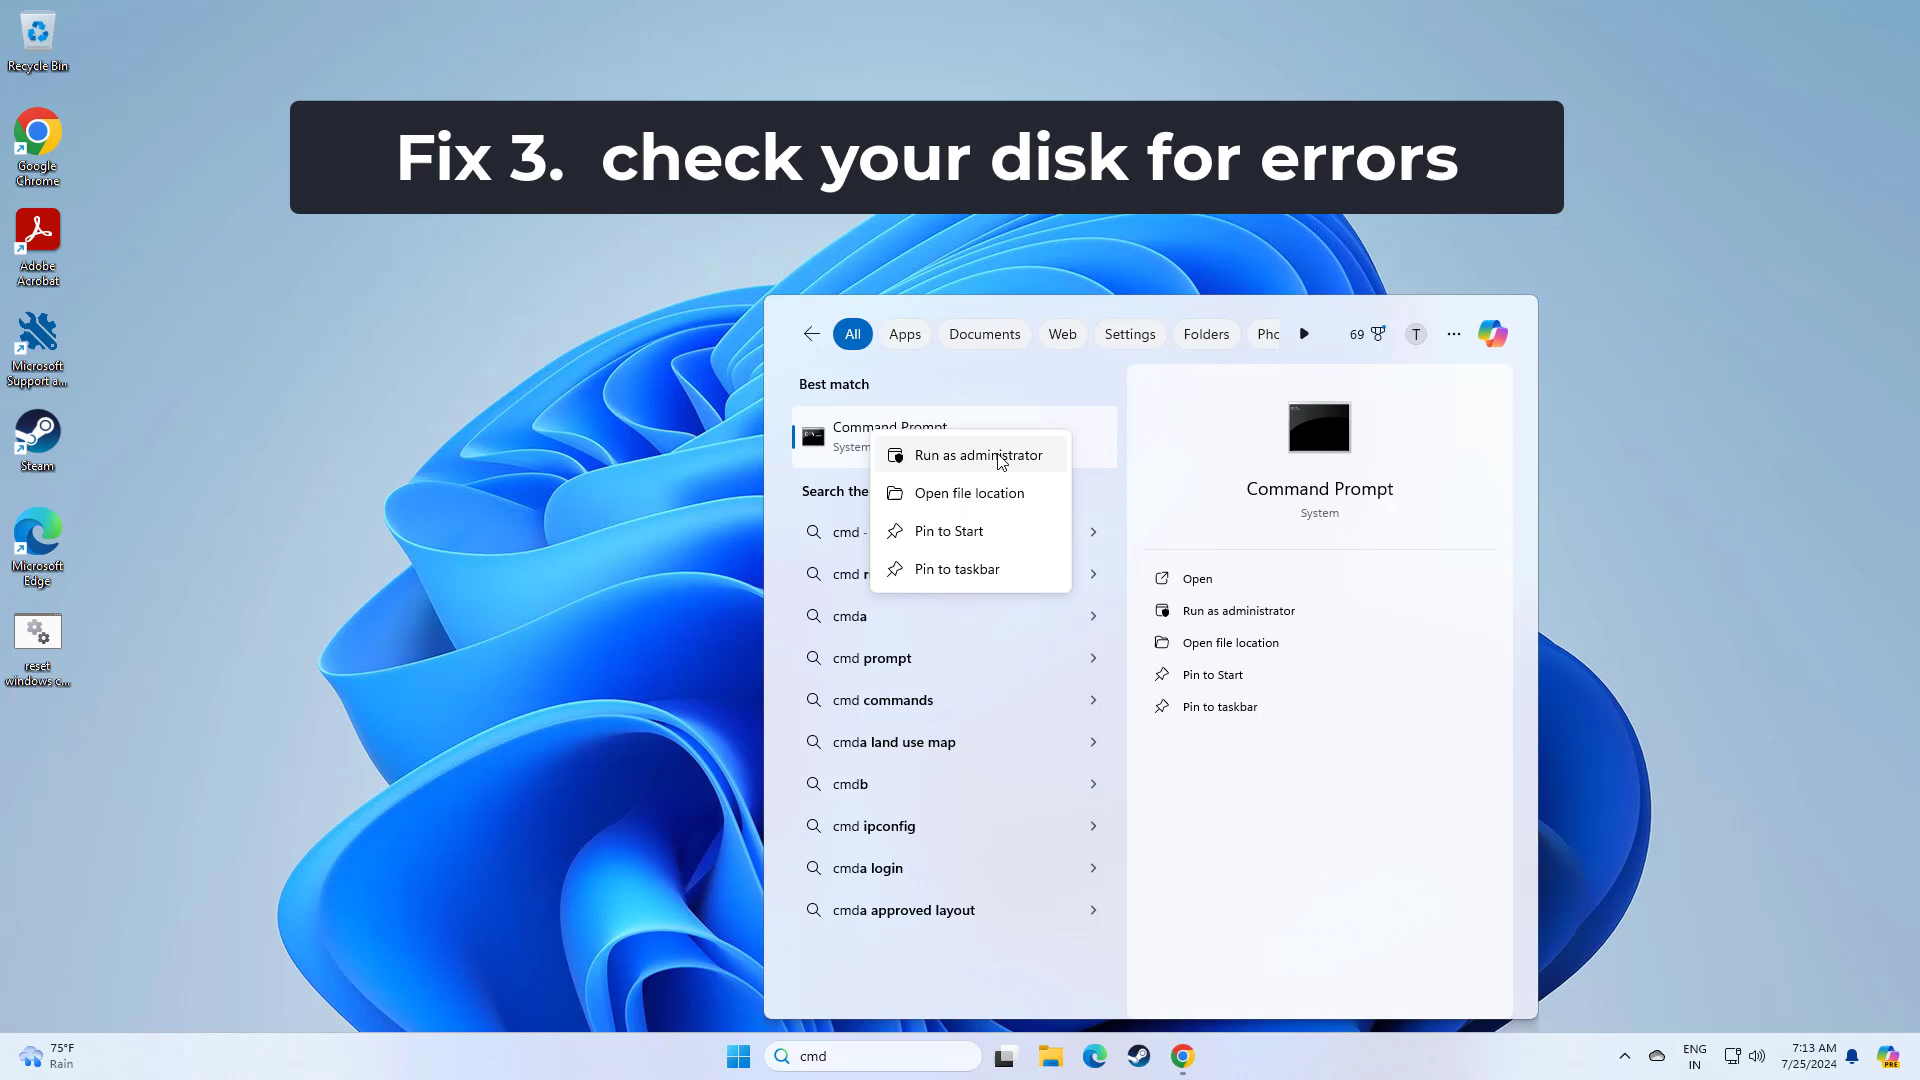 Recycle Bin
Google
Chrome
Adobe
Acrobat
Microsoft
Support a...
Steam
Microsoft
Edge
reset
windows c...
Fix 3. check your disk for errors
All
Apps
Documents
Web
Settings
Folders
Pho
69
T
Best match
Command Prompt
System
Run as administrator
Open file location
Pin to Start
Pin to taskbar
Search the
cmd -
cmd r
cmda
cmd prompt
cmd commands
cmda land use map
cmdb
cmd ipconfig
cmda login
cmda approved layout
Command Prompt
System
Open
Run as administrator
Open file location
Pin to Start
Pin to taskbar
75°F
Rain
cmd
ENG
IN
7:13 AM
7/25/2024
PRE